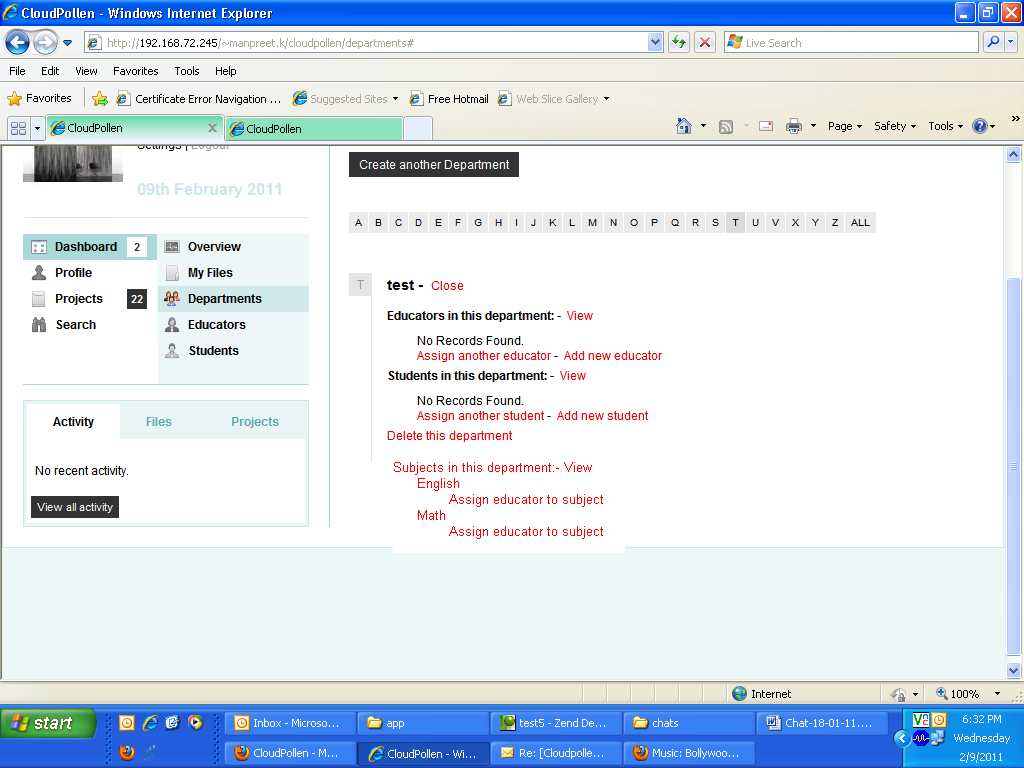 CloudPollen - Windows Internet Explorer
http://192.168.72.245/~manpreet.k/cloudpollen/departments#
Live Search
File Edit View Favorites Tools Help
Favorites Certificate Error Navigation ... Suggested Sites Free Hotmail Web Slice Gallery
CloudPollen CloudPollen Page Safety Tools »
Settings | Logout
09th February 2011
Create another Department
A B C D E F G H I J K L M N O P Q R S T U V X Y Z ALL
Dashboard 2
Profile
Projects 22
Search
Overview
My Files
Departments
Educators
Students
Activity Files Projects
No recent activity.
View all activity
T test - Close
Educators in this department: - View
No Records Found.
Assign another educator - Add new educator
Students in this department: - View
No Records Found.
Assign another student - Add new student
Delete this department
Subjects in this department:- View
English
Assign educator to subject
Math
Assign educator to subject
Internet 100%
start Inbox - Microso... app test5 - Zend De... chats Chat-18-01-11.... 6:32 PM
CloudPollen - M... CloudPollen - Wi... Re: [Cloudpolle... Music: Bollywoo... Wednesday
2/9/2011